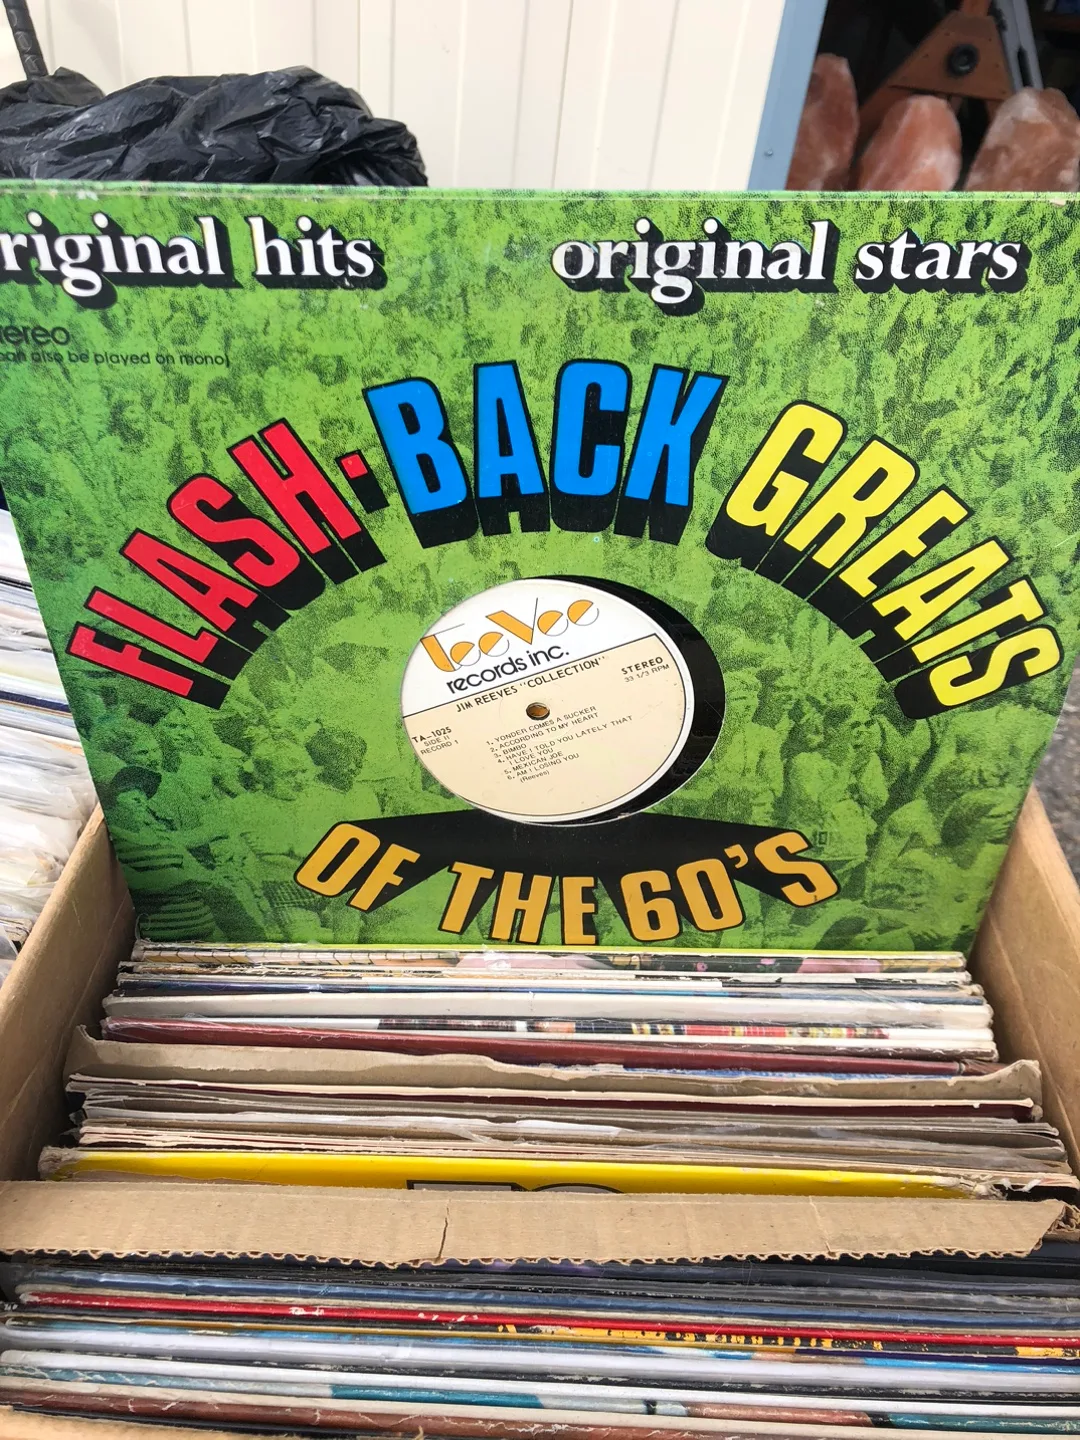 riginal hits
original stars
tereo
can also be played on mono)
FLASH-BACK GREATS
TeeVee
records inc.
JIM REEVES "COLLECTION"
STEREO
33 1/3 RPM
TA-1025
SIDE II
RECORD 1
1. YONDER COMES A SUCKER
2. ACCORDING TO MY HEART
3. BIMBO
4. HAVE I TOLD YOU LATELY THAT
I LOVE YOU
5. MEXICAN JOE
6. AM I LOSING YOU
(Reeves)
OF THE 60'S